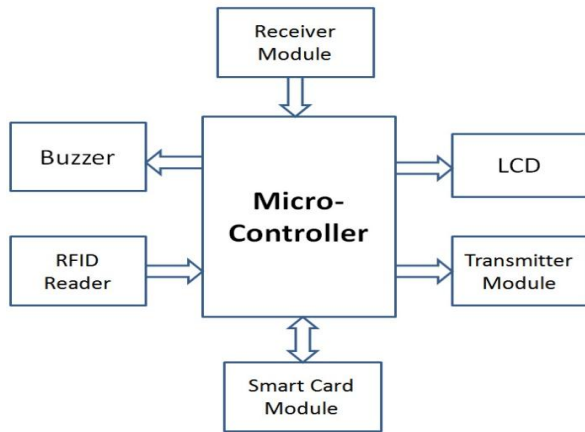 Receiver
Module
Buzzer
LCD
Micro-
Controller
RFID
Reader
Transmitter
Module
Smart Card
Module